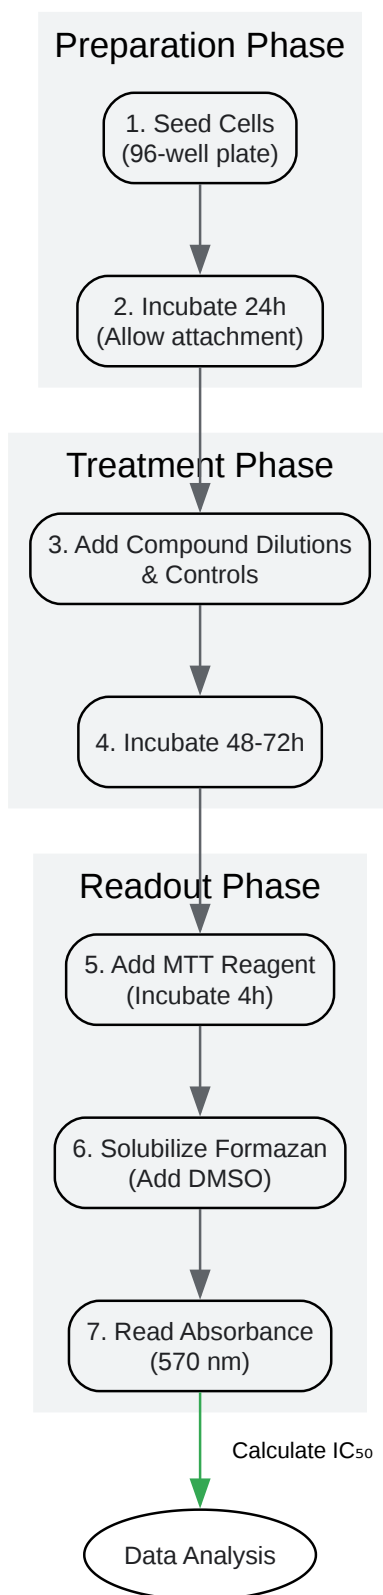 Preparation Phase
1. Seed Cells
(96-well plate)
2. Incubate 24h
(Allow attachment)
Treatment Phase
3. Add Compound Dilutions
& Controls
4. Incubate 48-72h
Readout Phase
5. Add MTT Reagent
(Incubate 4h)
6. Solubilize Formazan
(Add DMSO)
7. Read Absorbance
(570 nm)
Calculate IC₅₀
Data Analysis